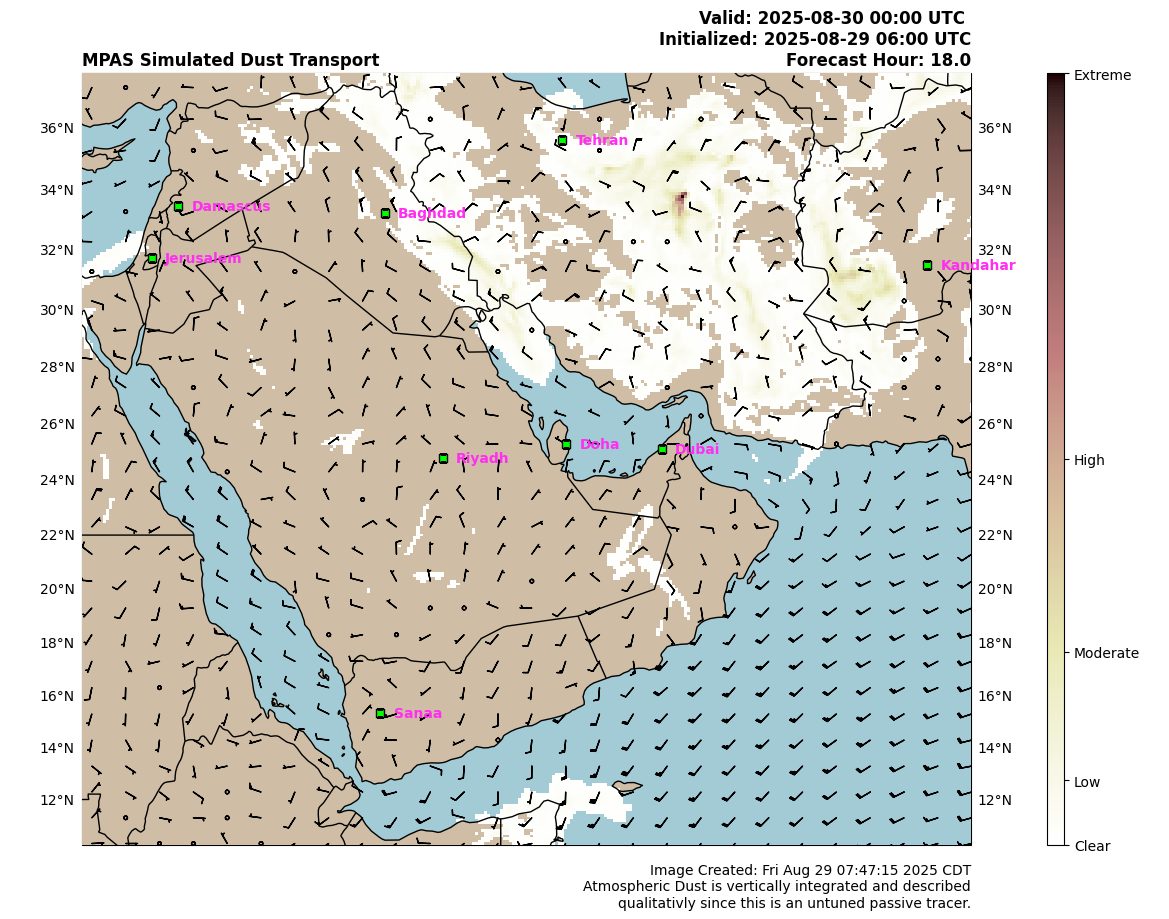 Valid: 2025-08-30 00:00 UTC
Initialized: 2025-08-29 06:00 UTC
MPAS Simulated Dust Transport
Forecast Hour: 18.0
Extreme
36°N
36°N
Tehran
34°N
34°N
Damascus
Baghdad
32°N
32°N
Jerusalem
Kandahar
30°N
30°N
28°N
28°N
26°N
26°N
Doha
Dubai
Riyadh
High
24°N
24°N
22°N
22°N
20°N
20°N
18°N
18°N
Moderate
16°N
16°N
Sanaa
14°N
14°N
Low
12°N
12°N
Clear
Image Created: Fri Aug 29 07:47:15 2025 CDT
Atmospheric Dust is vertically integrated and described
qualitativly since this is an untuned passive tracer.